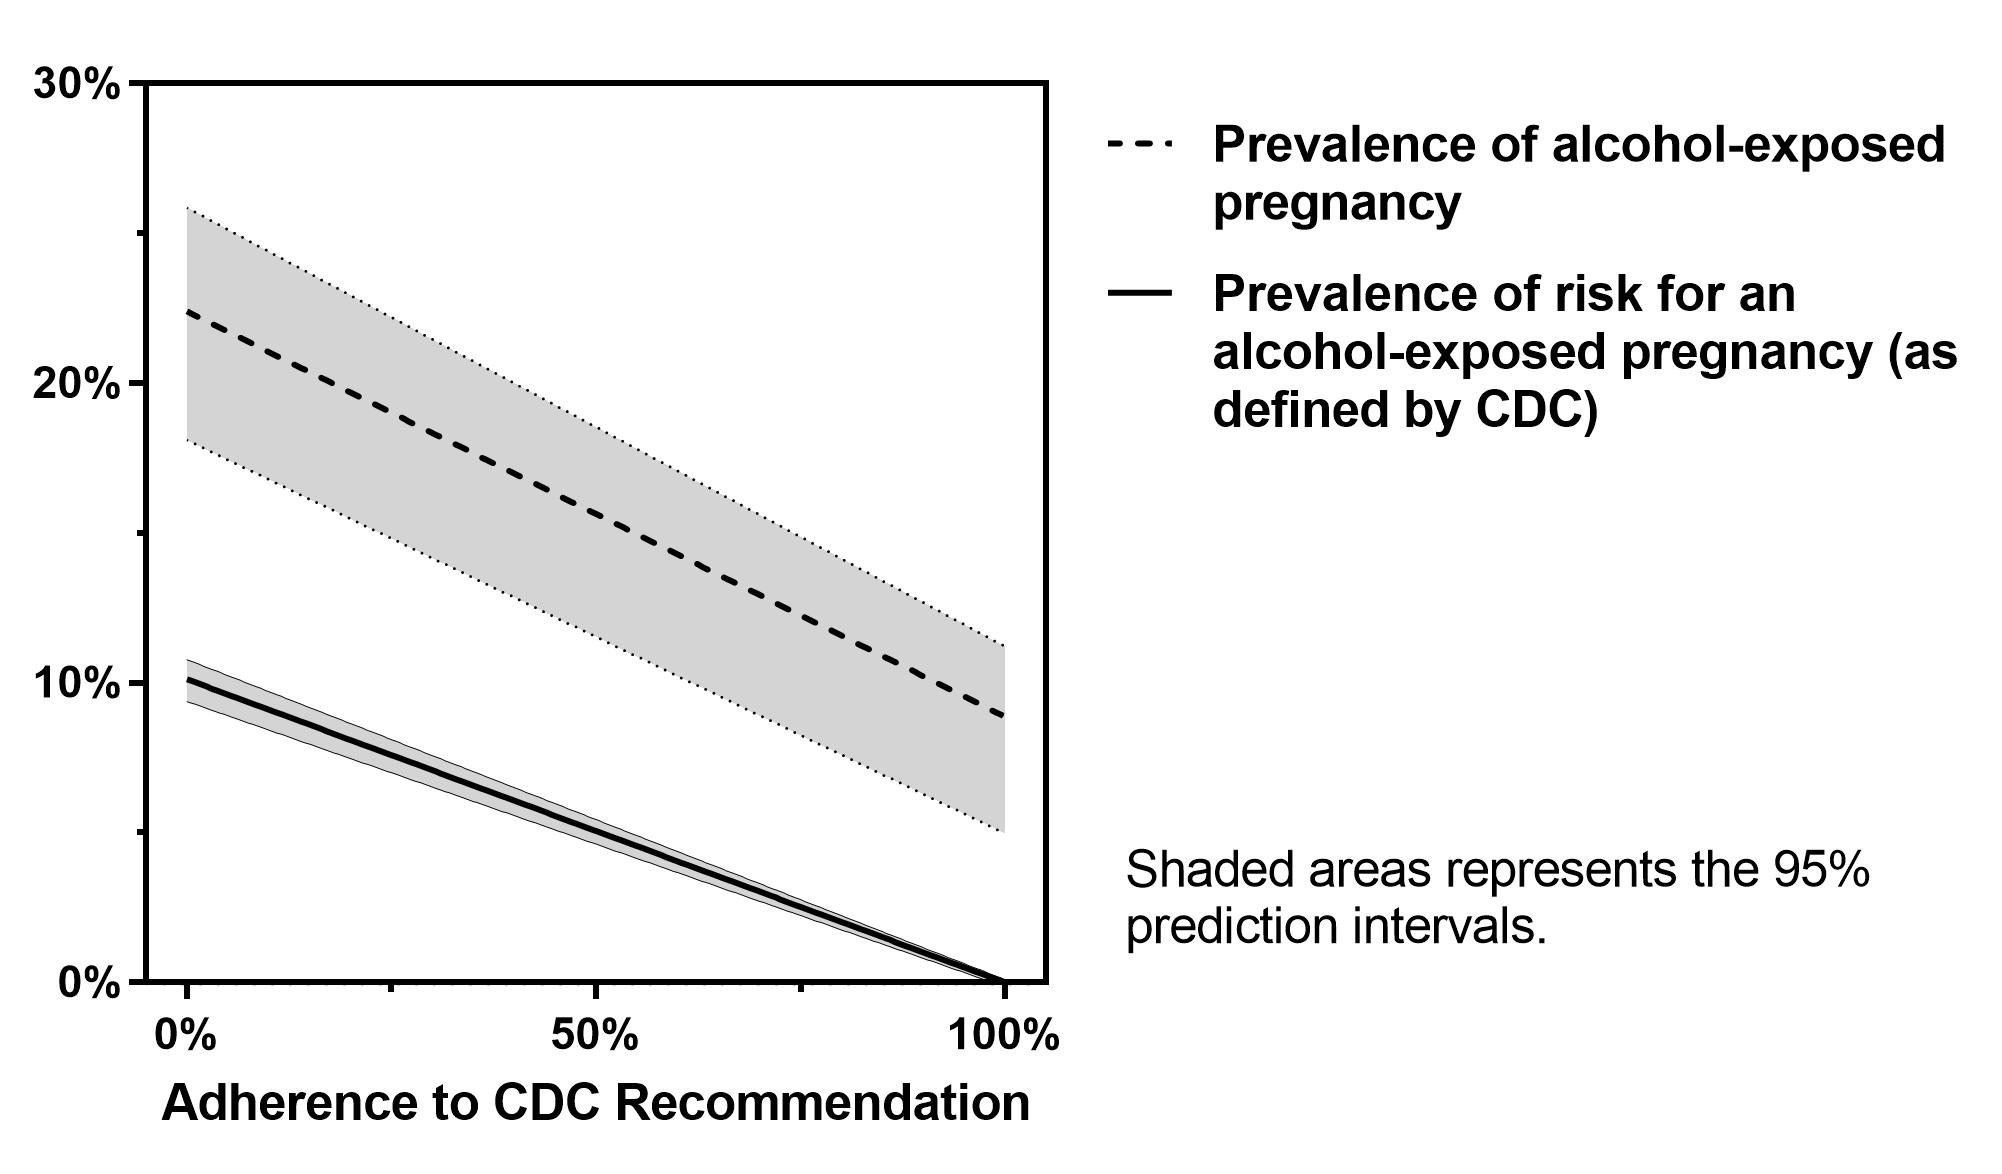 30%
20%
10%
0%
0%
50%
100%
Adherence to CDC Recommendation
Prevalence of alcohol-exposed
pregnancy
Prevalence of risk for an
alcohol-exposed pregnancy (as
defined by CDC)
Shaded areas represents the 95%
prediction intervals.